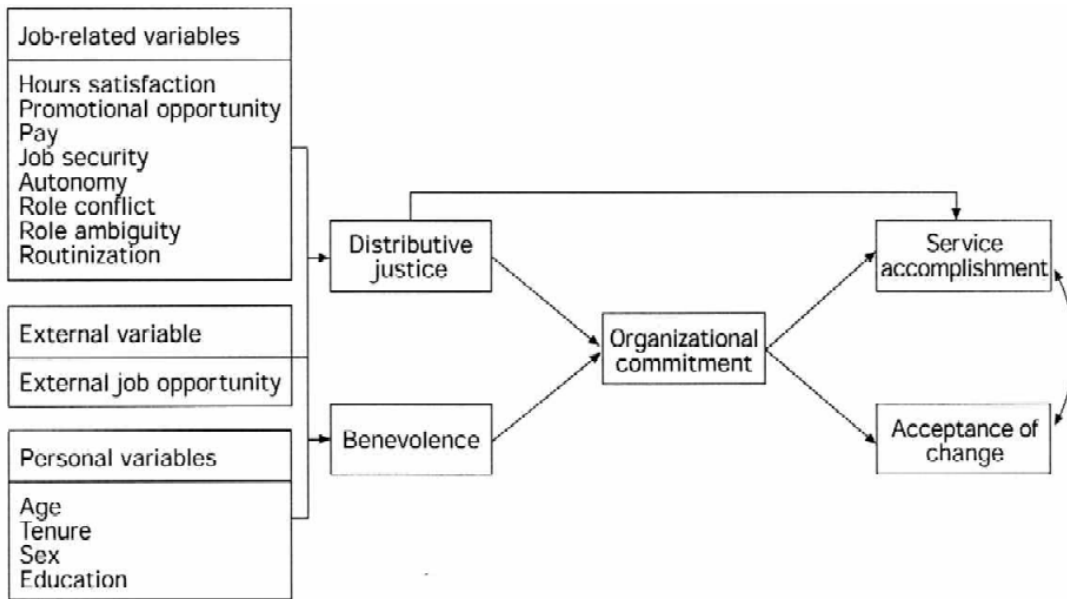 Job-related variables
Hours satisfaction
Promotional opportunity
Pay
Job security
Autonomy
Role conflict
Role ambiguity
Routinization
External variable
External job opportunity
Personal variables
Age
Tenure
Sex
Education
Distributive
justice
Benevolence
Organizational
commitment
Service
accomplishment
Acceptance of
change